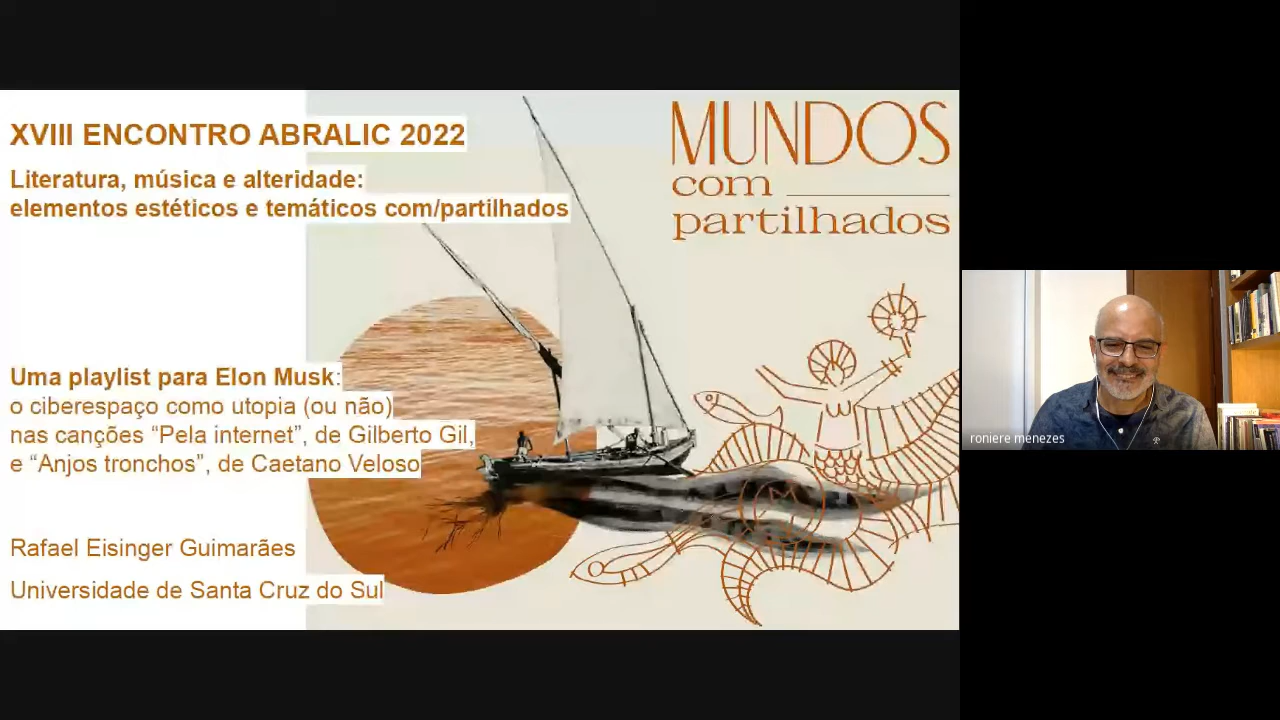 XVIII ENCONTRO ABRALIC 2022
Literatura, música e alteridade:
elementos estéticos e temáticos com/partilhados
Uma playlist para Elon Musk:
o ciberespaço como utopia (ou não)
nas canções “Pela internet”, de Gilberto Gil,
e “Anjos tronchos”, de Caetano Veloso
Rafael Eisinger Guimarães
Universidade de Santa Cruz do Sul
MUNDOS
com
partilhados
roniere menezes